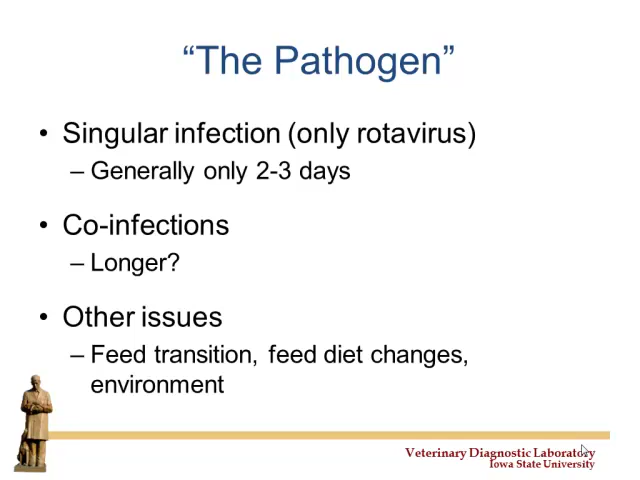 “The Pathogen”
• Singular infection (only rotavirus)
– Generally only 2-3 days
• Co-infections
– Longer?
• Other issues
– Feed transition, feed diet changes,
environment
Veterinary Diagnostic Laboratory
Iowa State University